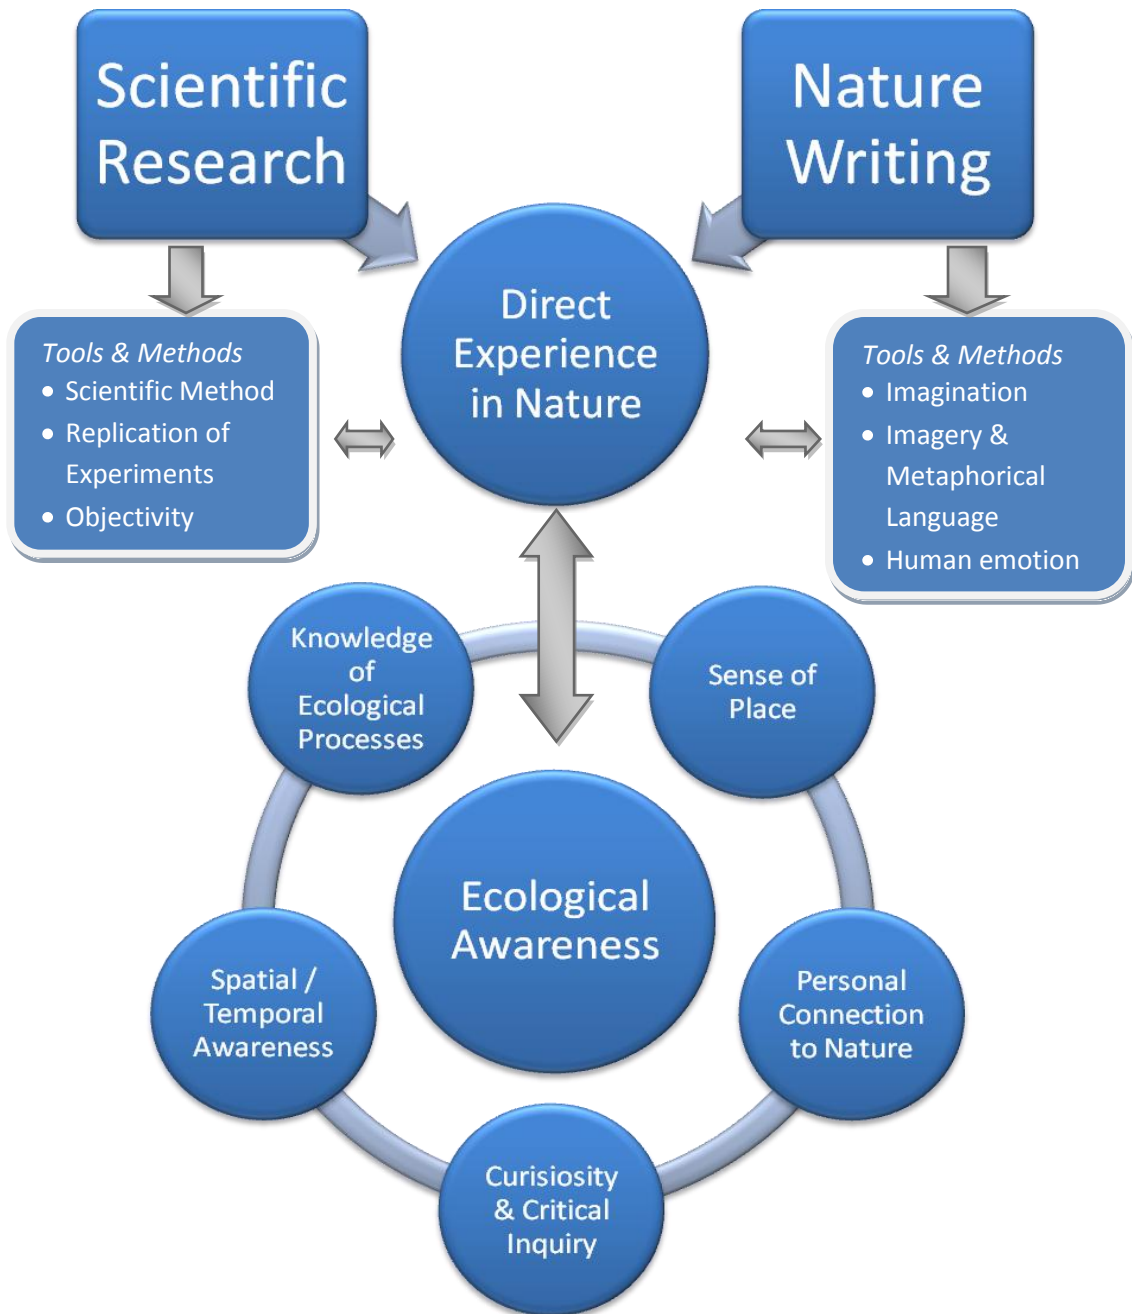 Scientific
Research
Nature
Writing
Direct
Experience
in Nature
Tools & Methods
• Scientific Method
• Replication of
Experiments
• Objectivity
Tools & Methods
• Imagination
• Imagery &
Metaphorical
Language
• Human emotion
Knowledge
of
Ecological
Processes
Sense of
Place
Ecological
Awareness
Spatial /
Temporal
Awareness
Personal
Connection
to Nature
Curisiosity
& Critical
Inquiry